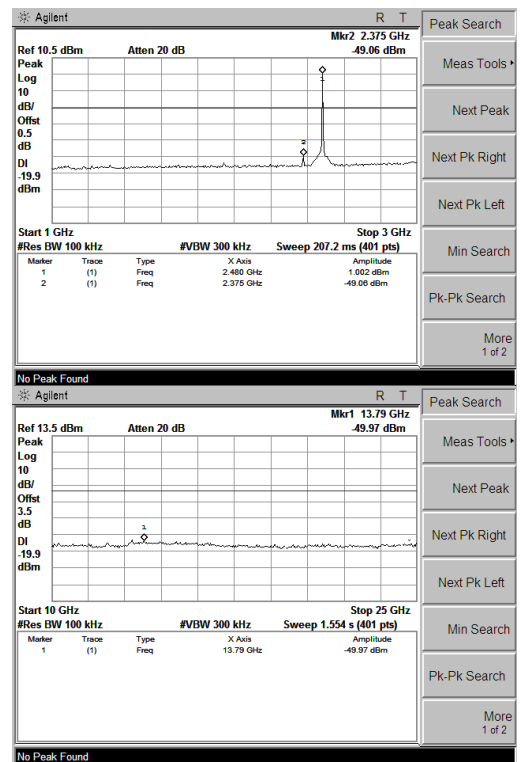 Agilent R T
Peak Search
Mkr2 2.375 GHz
Ref 10.5 dBm Atten 20 dB -49.06 dBm
Peak
Log
10
dB/
Offst
0.5
dB
DI
-19.9
dBm
1
2
Start 1 GHz Stop 3 GHz
#Res BW 100 kHz #VBW 300 kHz Sweep 207.2 ms (401 pts)
Marker Trace Type X Axis Amplitude
1 (1) Freq 2.480 GHz 1.002 dBm
2 (1) Freq 2.375 GHz -49.06 dBm
Meas Tools
Next Peak
Next Pk Right
Next Pk Left
Min Search
Pk-Pk Search
More
1 of 2
No Peak Found
Agilent R T
Peak Search
Mkr1 13.79 GHz
Ref 13.5 dBm Atten 20 dB -49.97 dBm
Peak
Log
10
dB/
Offst
3.5
dB
DI
-19.9
dBm
1
Start 10 GHz Stop 25 GHz
#Res BW 100 kHz #VBW 300 kHz Sweep 1.554 s (401 pts)
Marker Trace Type X Axis Amplitude
1 (1) Freq 13.79 GHz -49.97 dBm
Meas Tools
Next Peak
Next Pk Right
Next Pk Left
Min Search
Pk-Pk Search
More
1 of 2
No Peak Found